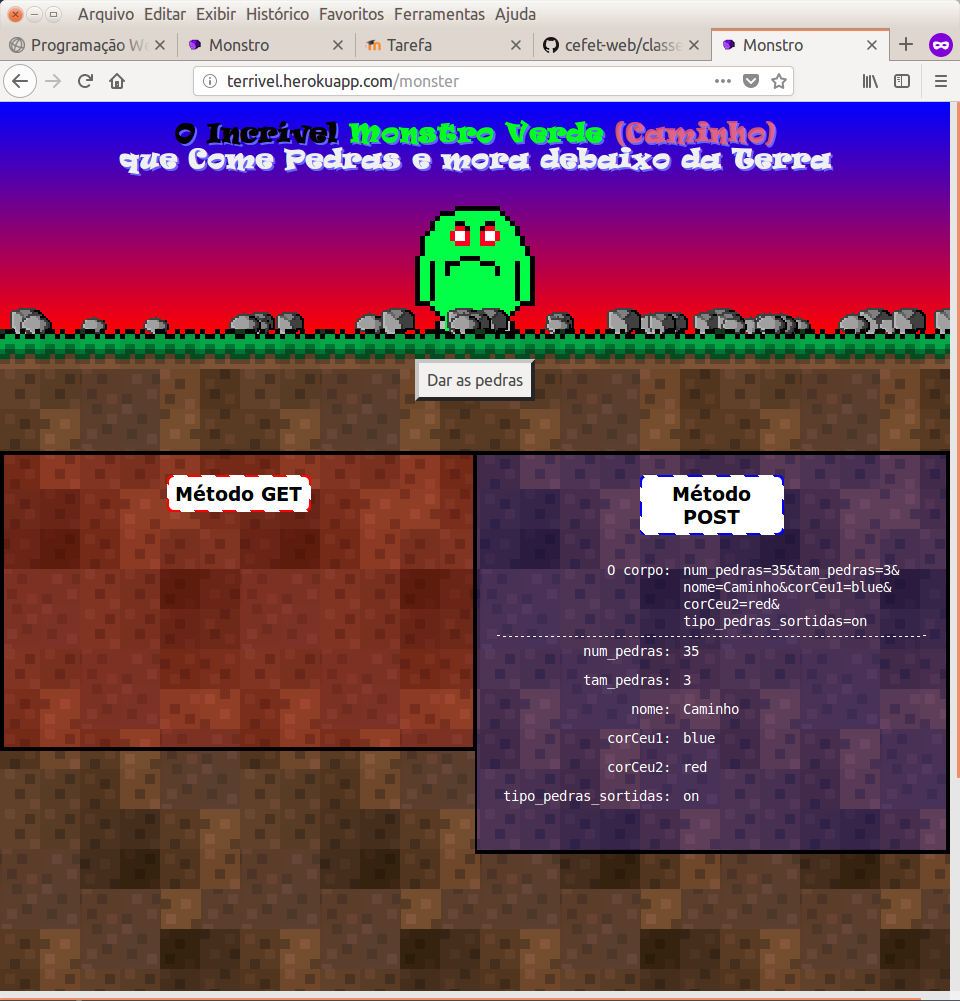 Arquivo Editar Exibir Histórico Favoritos Ferramentas Ajuda
Programação We
Monstro
Tarefa
cefet-web/classe
Monstro
terrivel.herokuapp.com/monster
O Incrível Monstro Verde (Caminho)
que Come Pedras e mora debaixo da Terra
Dar as pedras
Método GET
Método
POST
O corpo: num_pedras=35&tam_pedras=3&
nome=Caminho&corCeu1=blue&
corCeu2=red&
tipo_pedras_sortidas=on
num_pedras: 35
tam_pedras: 3
nome: Caminho
corCeu1: blue
corCeu2: red
tipo_pedras_sortidas: on